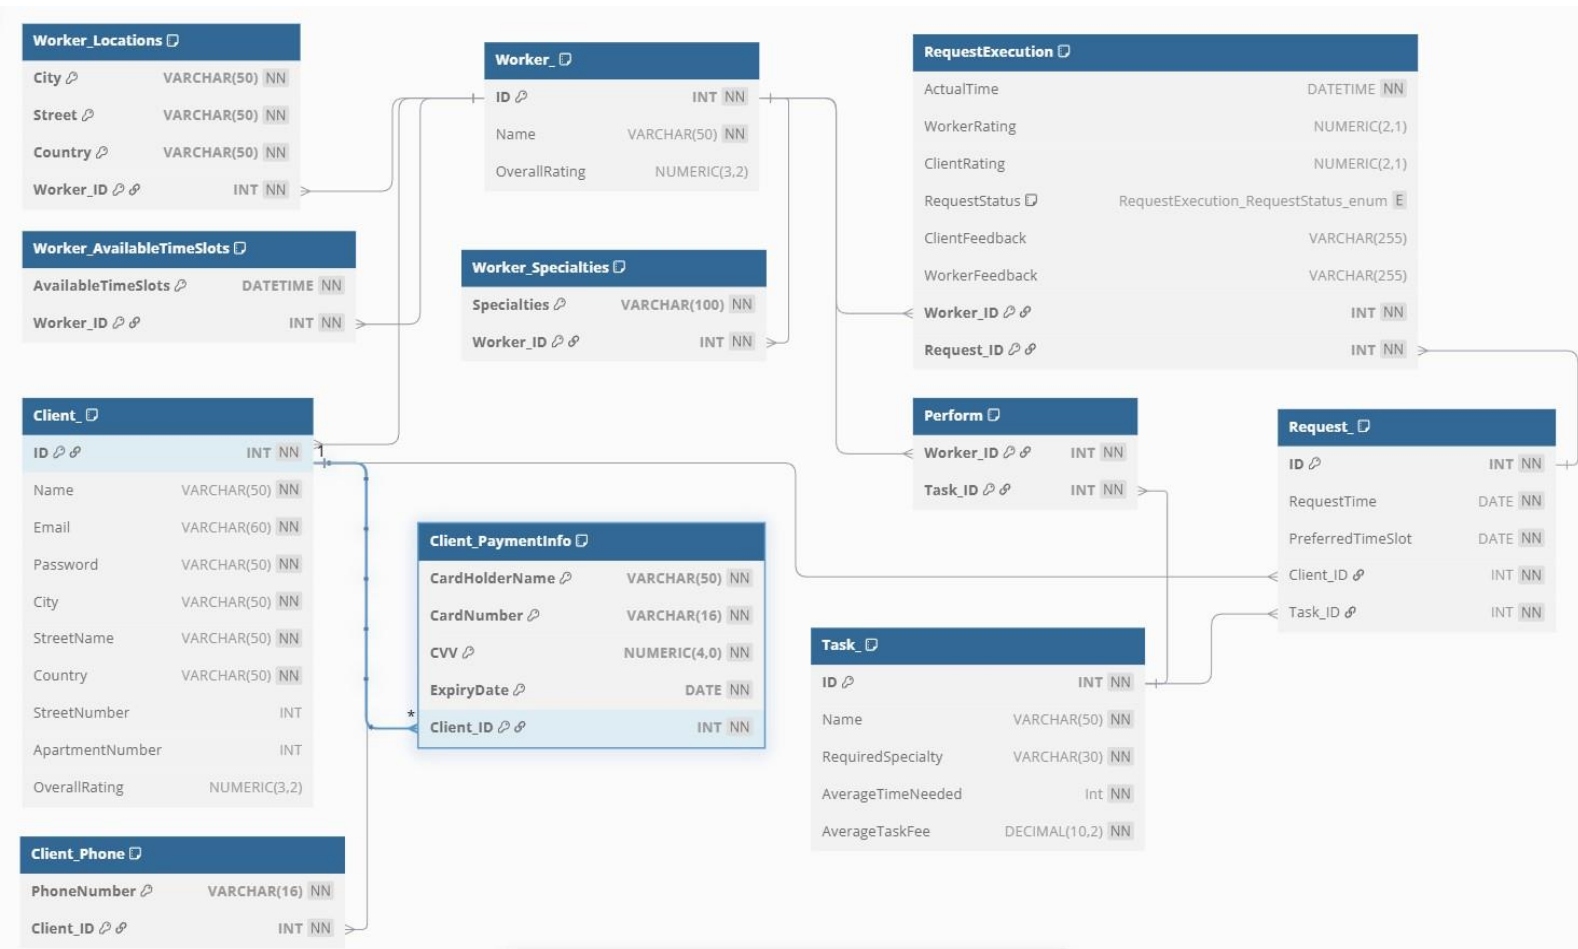 Worker_Locations
City VARCHAR(50) NN
Street VARCHAR(50) NN
Country VARCHAR(50) NN
Worker_ID INT NN
Worker_AvailableTimeSlots
AvailableTimeSlots DATETIME NN
Worker_ID INT NN
Worker_
ID INT NN
Name VARCHAR(50) NN
OverallRating NUMERIC(3,2)
Worker_Specialties
Specialties VARCHAR(100) NN
Worker_ID INT NN
RequestExecution
ActualTime DATETIME NN
WorkerRating NUMERIC(2,1)
ClientRating NUMERIC(2,1)
RequestStatus RequestExecution_RequestStatus_enum E
ClientFeedback VARCHAR(255)
WorkerFeedback VARCHAR(255)
Worker_ID INT NN
Request_ID INT NN
Client_
ID INT NN
1
Name VARCHAR(50) NN
Email VARCHAR(60) NN
Password VARCHAR(50) NN
City VARCHAR(50) NN
StreetName VARCHAR(50) NN
Country VARCHAR(50) NN
StreetNumber INT
ApartmentNumber INT
OverallRating NUMERIC(3,2)
Client_PaymentInfo
CardHolderName VARCHAR(50) NN
CardNumber VARCHAR(16) NN
CVV NUMERIC(4,0) NN
ExpiryDate DATE NN
*
Client_ID INT NN
Perform
Worker_ID INT NN
Task_ID INT NN
Request_
ID INT NN
RequestTime DATE NN
PreferredTimeSlot DATE NN
Client_ID INT NN
Task_ID INT NN
Task_
ID INT NN
Name VARCHAR(50) NN
RequiredSpecialty VARCHAR(30) NN
AverageTimeNeeded Int NN
AverageTaskFee DECIMAL(10,2) NN
Client_Phone
PhoneNumber VARCHAR(16) NN
Client_ID INT NN